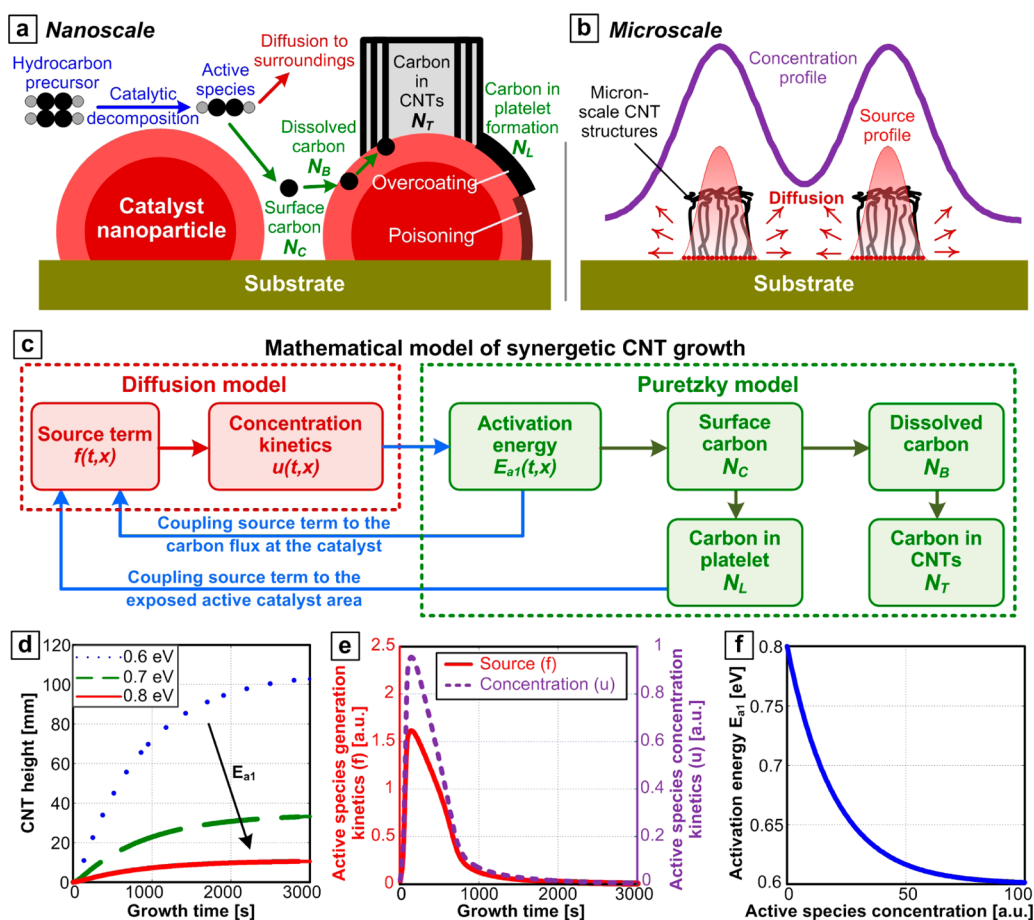 a Nanoscale
Hydrocarbon
precursor
Catalytic
decomposition
Active
species
Diffusion to
surroundings
Carbon
in
CNTs
N_T
Carbon in
platelet
formation
N_L
Dissolved
carbon
N_B
Surface
carbon
N_C
Overcoating
Poisoning
Catalyst
nanoparticle
Substrate
b Microscale
Concentration
profile
Micron-
scale CNT
structures
Source
profile
Diffusion
Substrate
c
Mathematical model of synergetic CNT growth
Diffusion model
Source term
f(t,x)
Concentration
kinetics
u(t,x)
Puretzky model
Activation
energy
E_a1(t,x)
Surface
carbon
N_C
Dissolved
carbon
N_B
Carbon in
platelet
N_L
Carbon in
CNTs
N_T
Coupling source term to the
carbon flux at the catalyst
Coupling source term to the
exposed active catalyst area
d
120
100
80
60
40
20
0
CNT height [mm]
0.6 eV
0.7 eV
0.8 eV
E_a1
0 1000 2000 3000
Growth time [s]
e
2.5
2
1.5
1
0.5
0
Active species generation
kinetics (f) [a.u.]
Source (f)
Concentration (u)
1
0.8
0.6
0.4
0.2
0
Active species concentration
kinetics (u) [a.u.]
0 1000 2000 3000
Growth time [s]
f
0.8
0.75
0.7
0.65
0.6
Activation energy E_a1 [eV]
0 50 100
Active species concentration [a.u.]